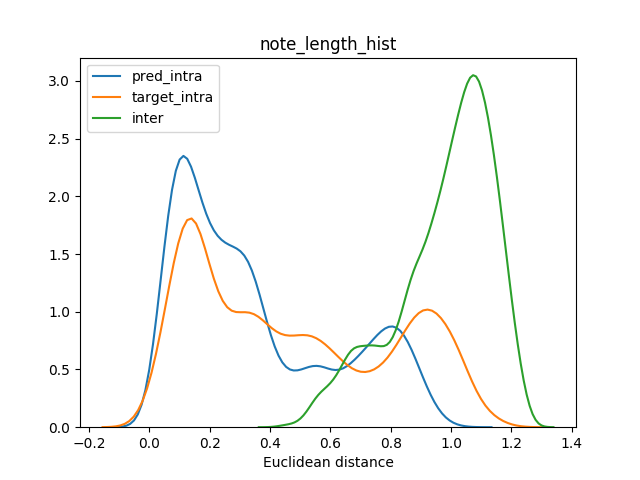 note_length_hist
pred_intra
target_intra
inter
3.0
2.5
2.0
1.5
1.0
0.5
0.0
−0.2 0.0 0.2 0.4 0.6 0.8 1.0 1.2 1.4
Euclidean distance